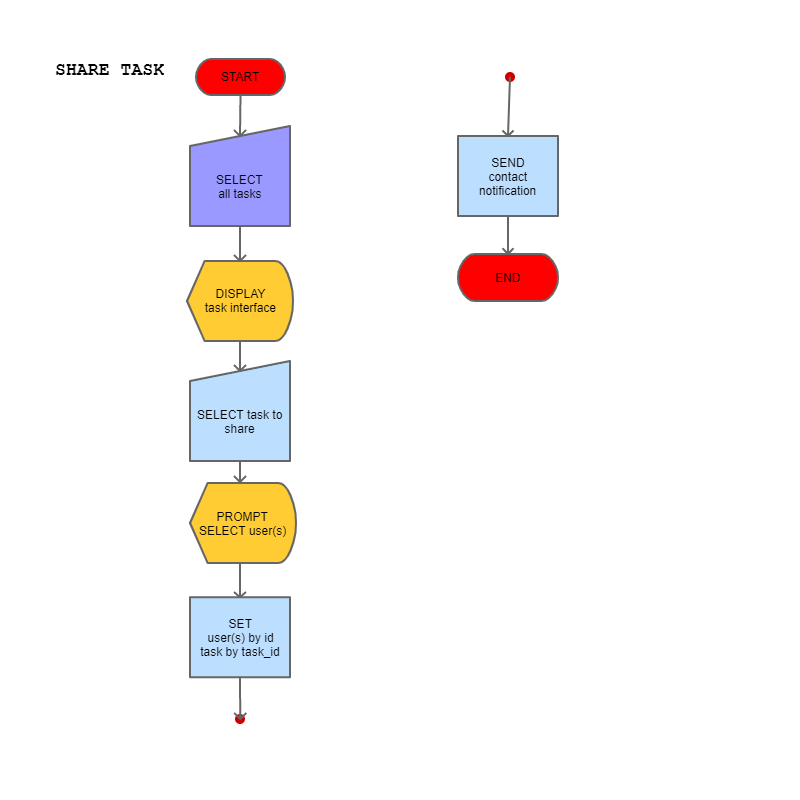 SHARE TASK
START
SELECT
all tasks
DISPLAY
task interface
SELECT task to
share
PROMPT
SELECT user(s)
SET
user(s) by id
task by task_id
SEND
contact
notification
END